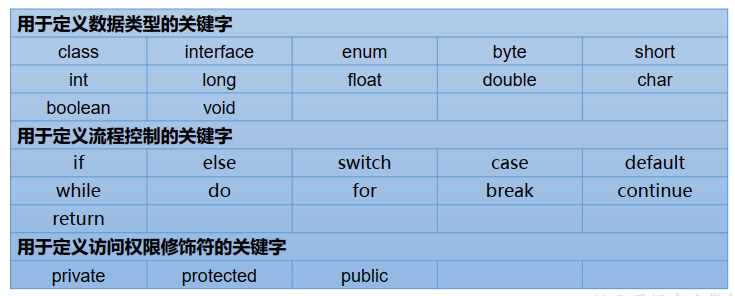 用于定义数据类型的关键字
class interface enum byte short
int long float double char
boolean void
用于定义流程控制的关键字
if else switch case default
while do for break continue
return
用于定义访问权限修饰符的关键字
private protected public